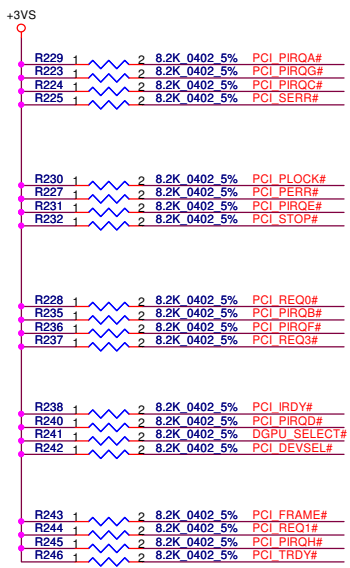 +3VS
R229 1 2 8.2K_0402_5% PCI_PIRQA#
R223 1 2 8.2K_0402_5% PCI_PIRQG#
R224 1 2 8.2K_0402_5% PCI_PIRQC#
R225 1 2 8.2K_0402_5% PCI_SERR#
R230 1 2 8.2K_0402_5% PCI_PLOCK#
R227 1 2 8.2K_0402_5% PCI_PERR#
R231 1 2 8.2K_0402_5% PCI_PIRQE#
R232 1 2 8.2K_0402_5% PCI_STOP#
R228 1 2 8.2K_0402_5% PCI_REQ0#
R235 1 2 8.2K_0402_5% PCI_PIRQB#
R236 1 2 8.2K_0402_5% PCI_PIRQF#
R237 1 2 8.2K_0402_5% PCI_REQ3#
R238 1 2 8.2K_0402_5% PCI_IRDY#
R240 1 2 8.2K_0402_5% PCI_PIRQD#
R241 1 2 8.2K_0402_5% DGPU_SELECT#
R242 1 2 8.2K_0402_5% PCI_DEVSEL#
R243 1 2 8.2K_0402_5% PCI_FRAME#
R244 1 2 8.2K_0402_5% PCI_REQ1#
R245 1 2 8.2K_0402_5% PCI_PIRQH#
R246 1 2 8.2K_0402_5% PCI_TRDY#